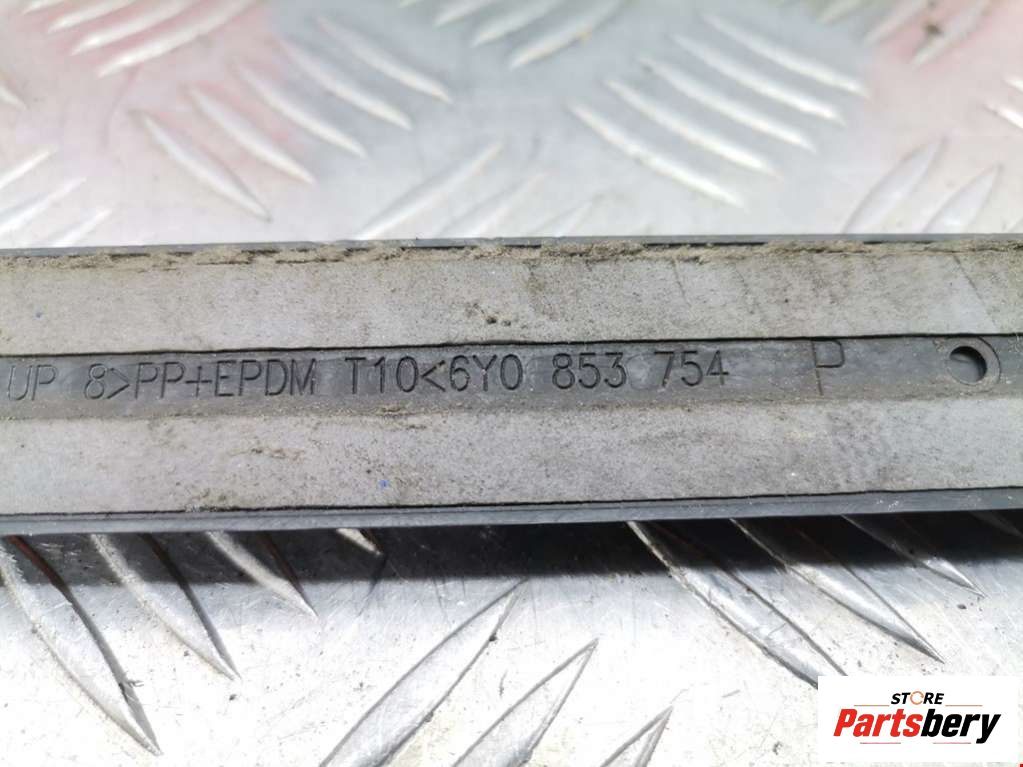 UP 8>PP+EPDM T10<6Y0 853 754 P
STORE
Partsbery